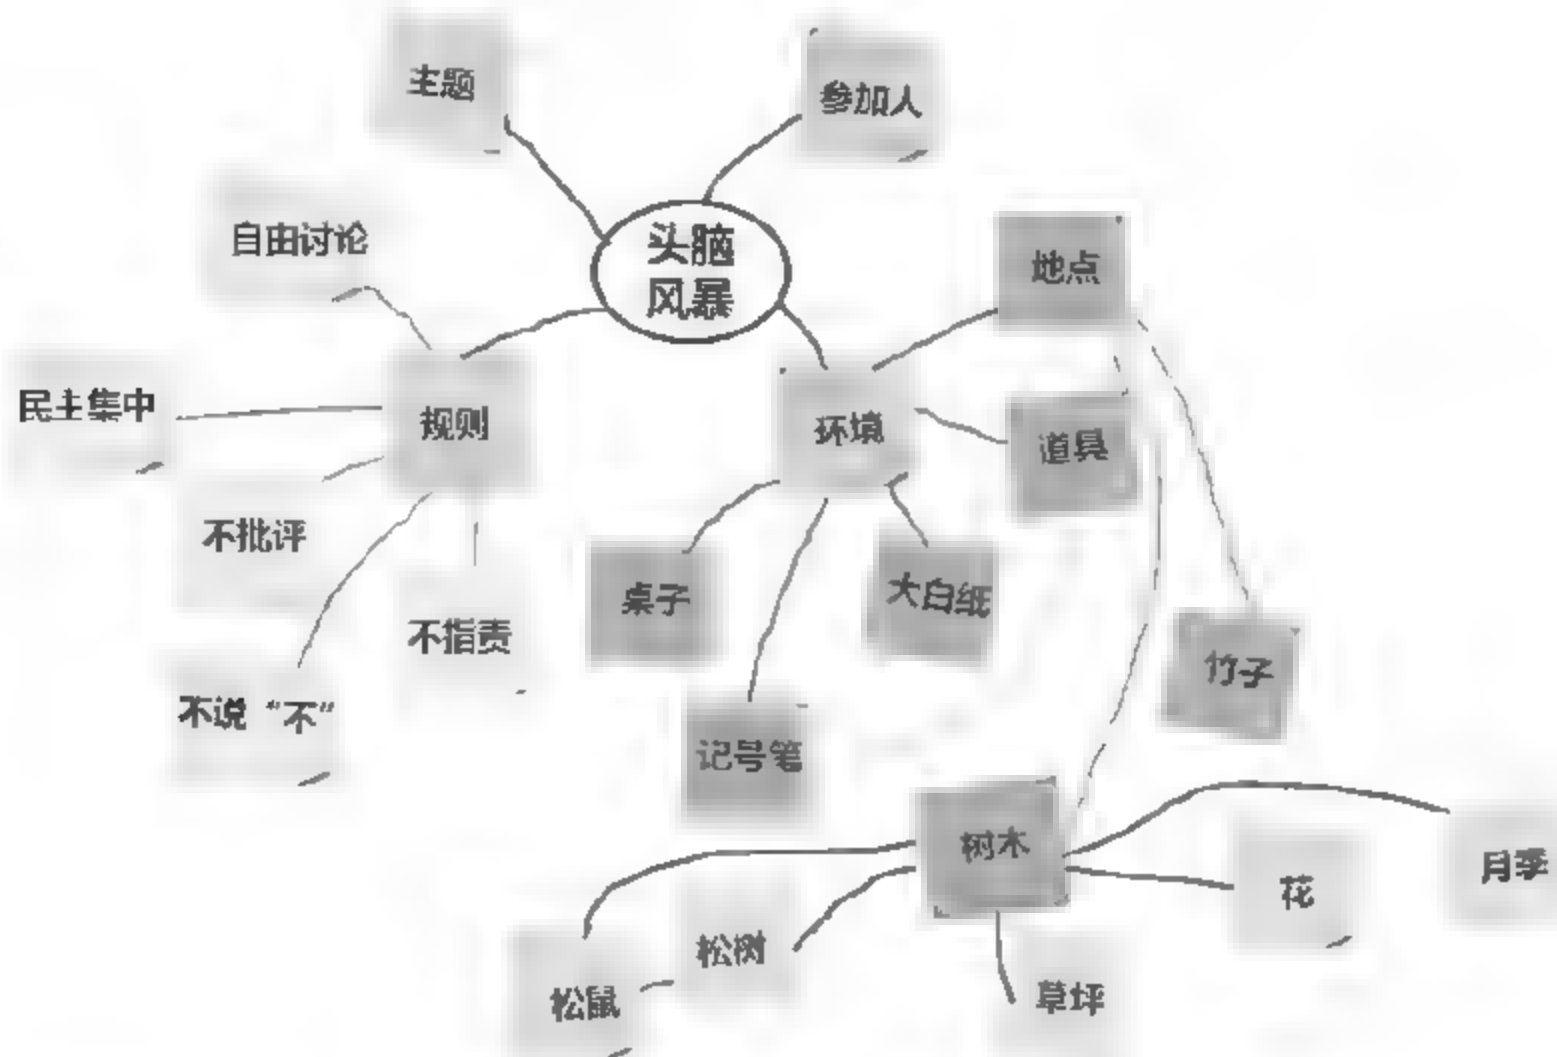 主题
参加人
自由讨论
头脑
风暴
地点
民主集中
规则
环境
道具
不批评
桌子
大白纸
不指责
竹子
不说“不”
记号笔
树木
月季
花
松树
松鼠
草坪